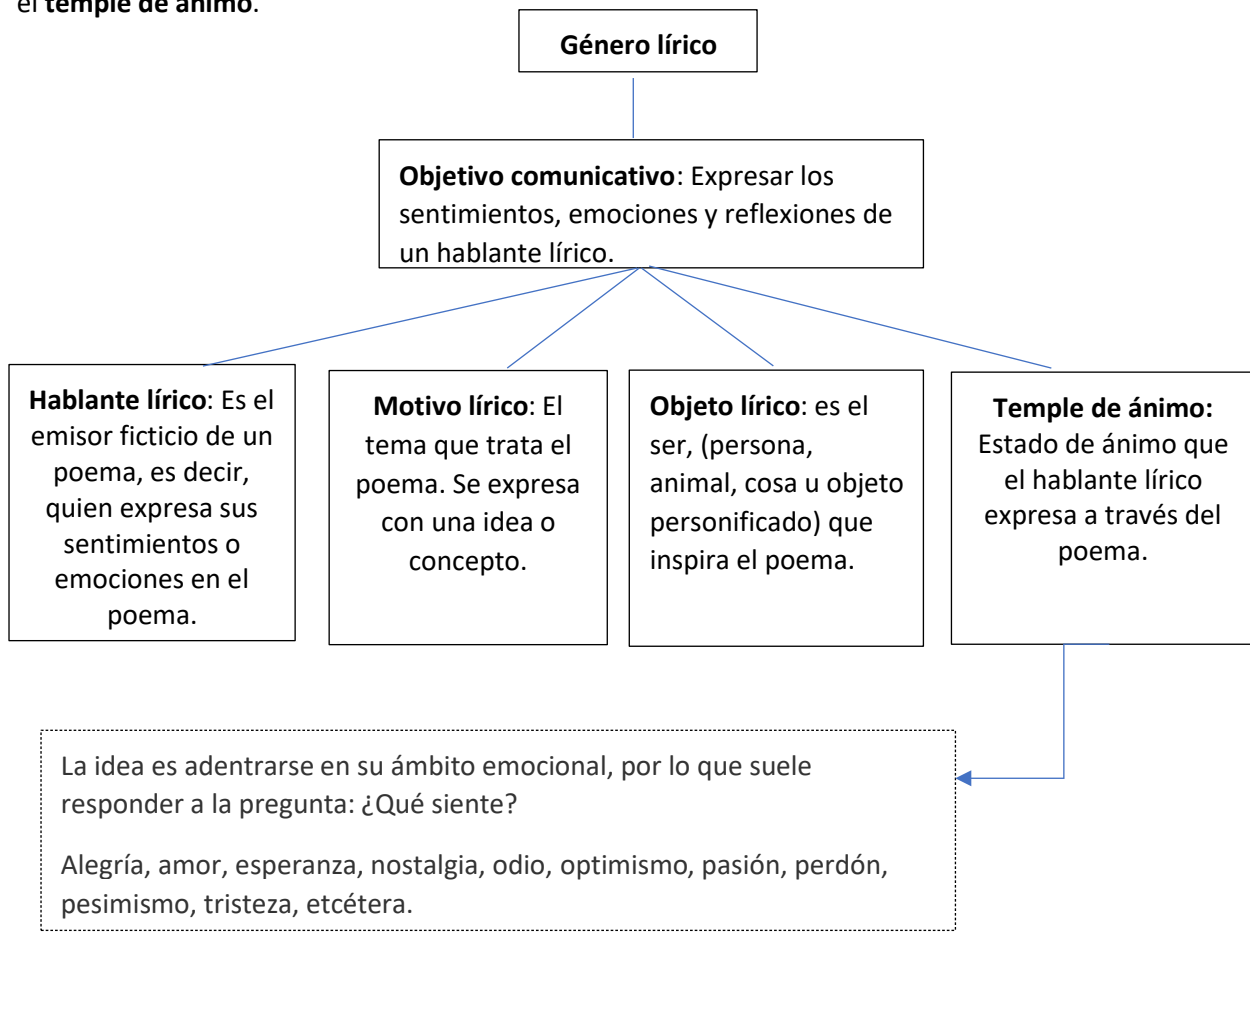 el temple de ánimo.
Género lírico
Objetivo comunicativo: Expresar los
sentimientos, emociones y reflexiones de
un hablante lírico.
Hablante lírico: Es el
emisor ficticio de un
poema, es decir,
quien expresa sus
sentimientos o
emociones en el
poema.
Motivo lírico: El
tema que trata el
poema. Se expresa
con una idea o
concepto.
Objeto lírico: es el
ser, (persona,
animal, cosa u objeto
personificado) que
inspira el poema.
Temple de ánimo:
Estado de ánimo que
el hablante lírico
expresa a través del
poema.
La idea es adentrarse en su ámbito emocional, por lo que suele
responder a la pregunta: ¿Qué siente?
Alegría, amor, esperanza, nostalgia, odio, optimismo, pasión, perdón,
pesimismo, tristeza, etcétera.